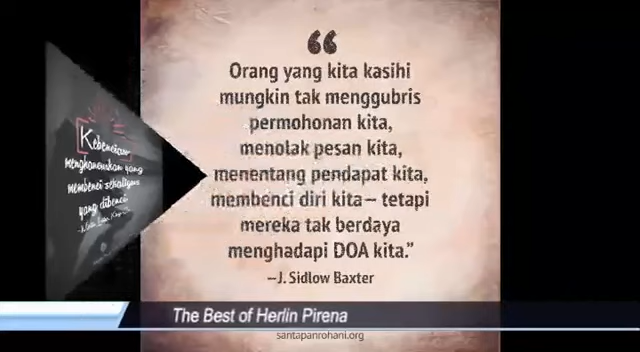 “
Orang yang kita kasihi
mungkin tak menggubris
permohonan kita,
menolak pesan kita,
menentang pendapat kita,
membenci diri kita— tetapi
mereka tak berdaya
menghadapi DOA kita.”
—J. Sidlow Baxter
Kebencian
menghancurkan yang
membenci sekaligus
yang dibenci
The Best of Herlin Pirena
santapanrohani.org